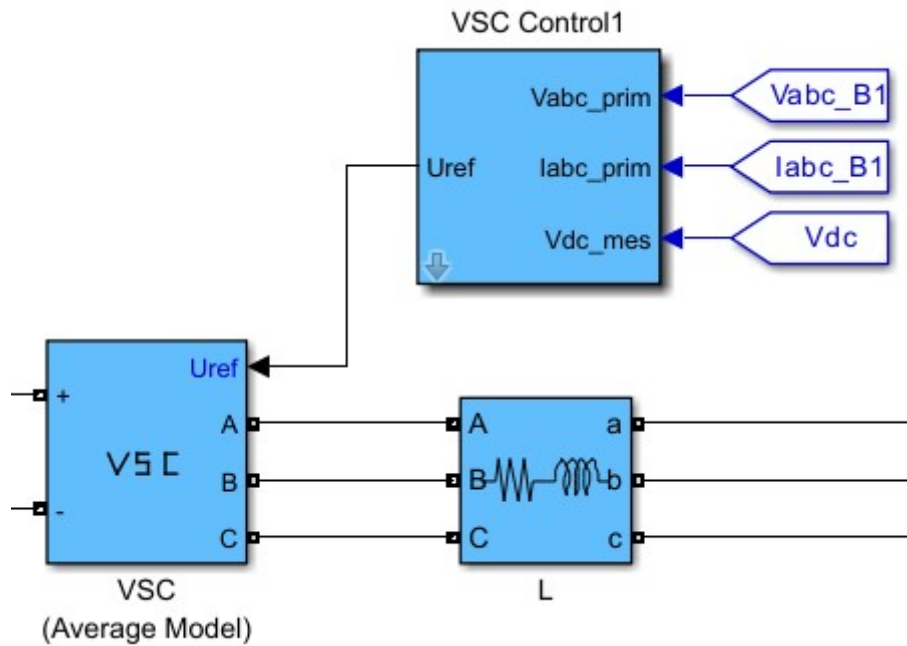 VSC Control1
Vabc_prim
Vabc_B1
Uref
Iabc_prim
Iabc_B1
Vdc_mes
Vdc
Uref
+
A
A
a
VSC
B
B
b
-
C
C
c
VSC
L
(Average Model)